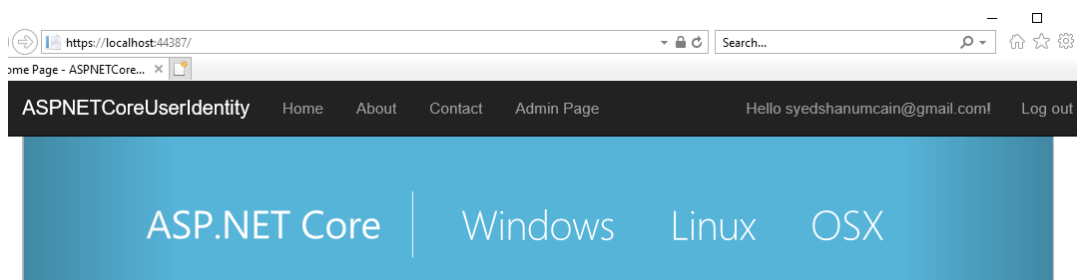 https://localhost:44387/ Search...
ome Page - ASPNETCore...
ASPNETCoreUserIdentity Home About Contact Admin Page Hello syedshanumcain@gmail.com! Log out
ASP.NET Core Windows Linux OSX